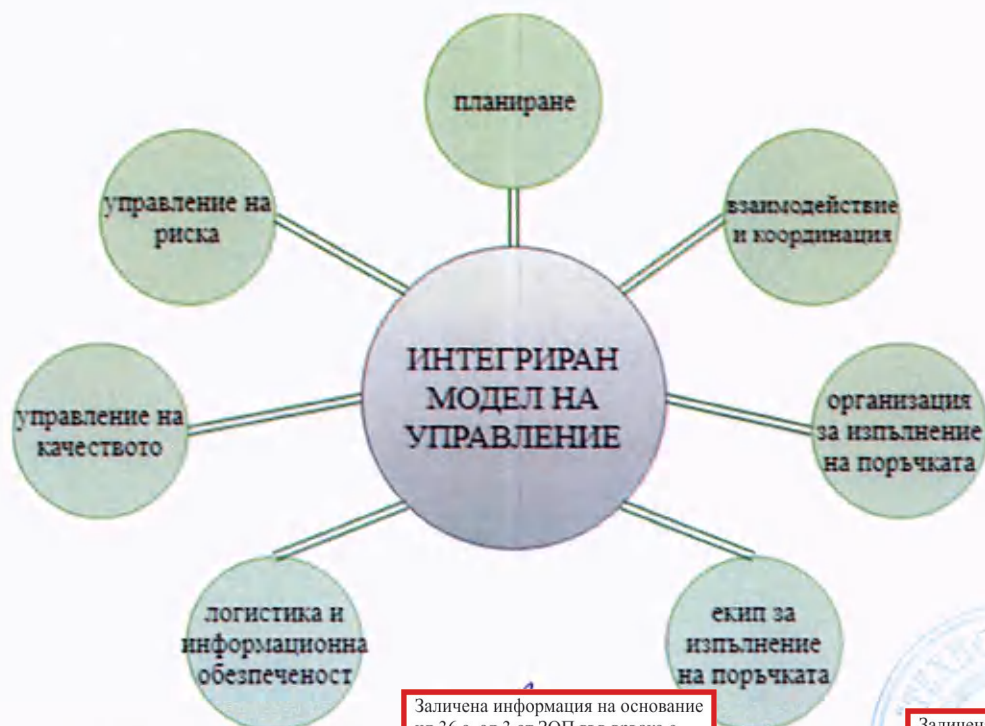 планиране
взаимодействие
и координация
организация
за изпълнение
на поръчката
екип за
изпълнение
на поръчката
логистика и
информационна
обезпеченост
управление на
качеството
управление на
риска
ИНТЕГРИРАН
МОДЕЛ НА
УПРАВЛЕНИЕ
Заличена информация на основание
Заличен